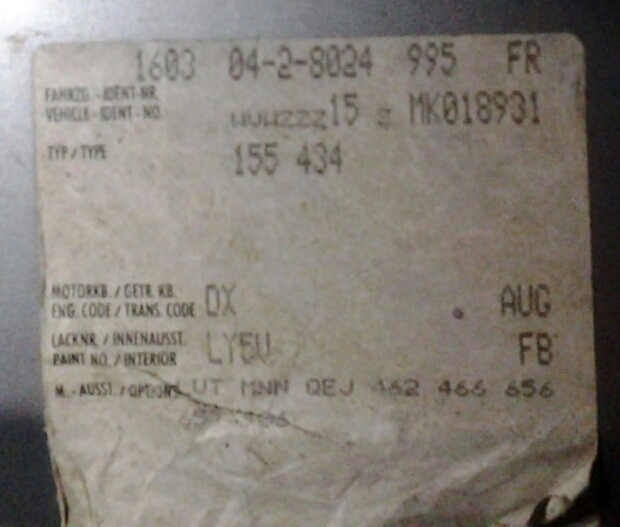 1603 04-2-8024 995 FR
FAHRZG. - IDENT-NR.
VEHICLE - IDENT - NO. WVWZZZ15 Z MK018931
TYP / TYPE 155 434
MOTORKB. / GETR. KB.
ENG. CODE / TRANS. CODE DX AUG
LACKNR. / INNENAUSST.
PAINT NO. / INTERIOR LY5V FB
M. - AUSST. / OPTIONS UT MNN QEJ 462 466 656